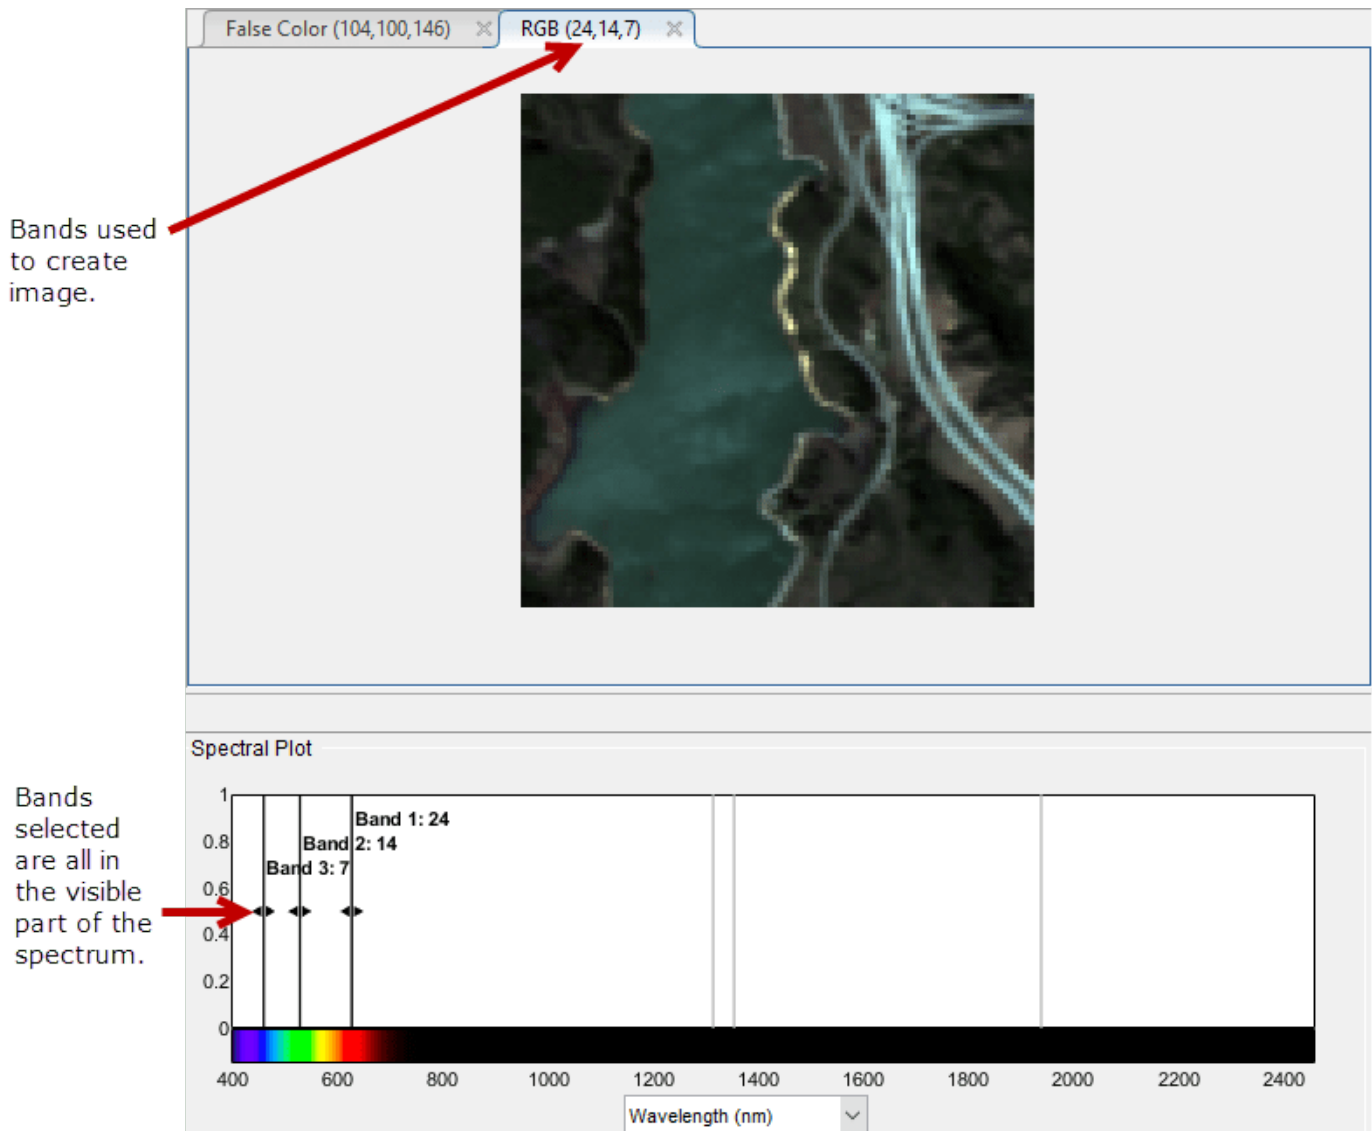 False Color (104,100,146)
RGB (24,14,7)
Bands used
to create
image.
Spectral Plot
Bands
selected
are all in
the visible
part of the
spectrum.
1
0.8
0.6
0.4
0.2
0
Band 1: 24
Band 2: 14
Band 3: 7
400 600 800 1000 1200 1400 1600 1800 2000 2200 2400
Wavelength (nm)